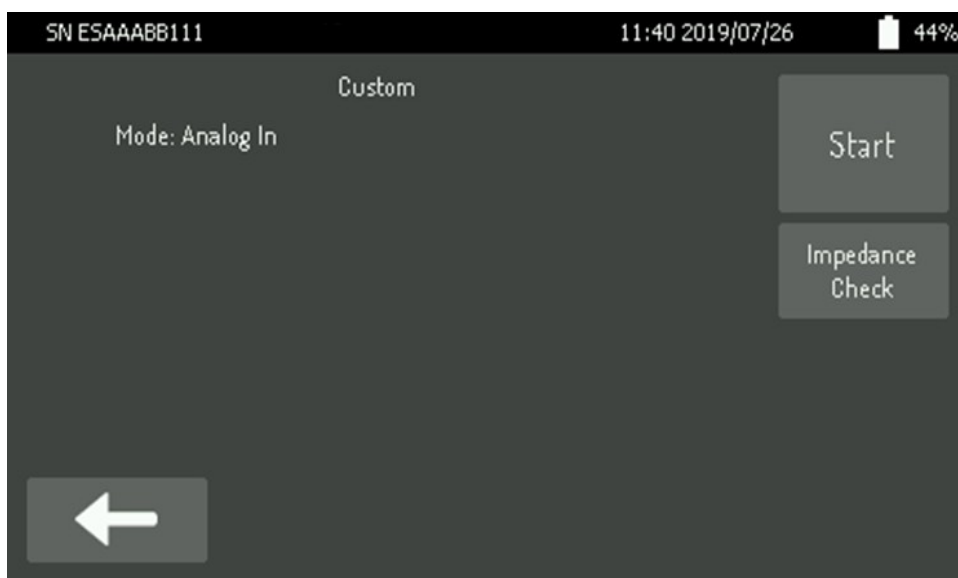 SN ESAAABB111 11:40 2019/07/26 44%
Custom
Mode: Analog In
Start
Impedance
Check